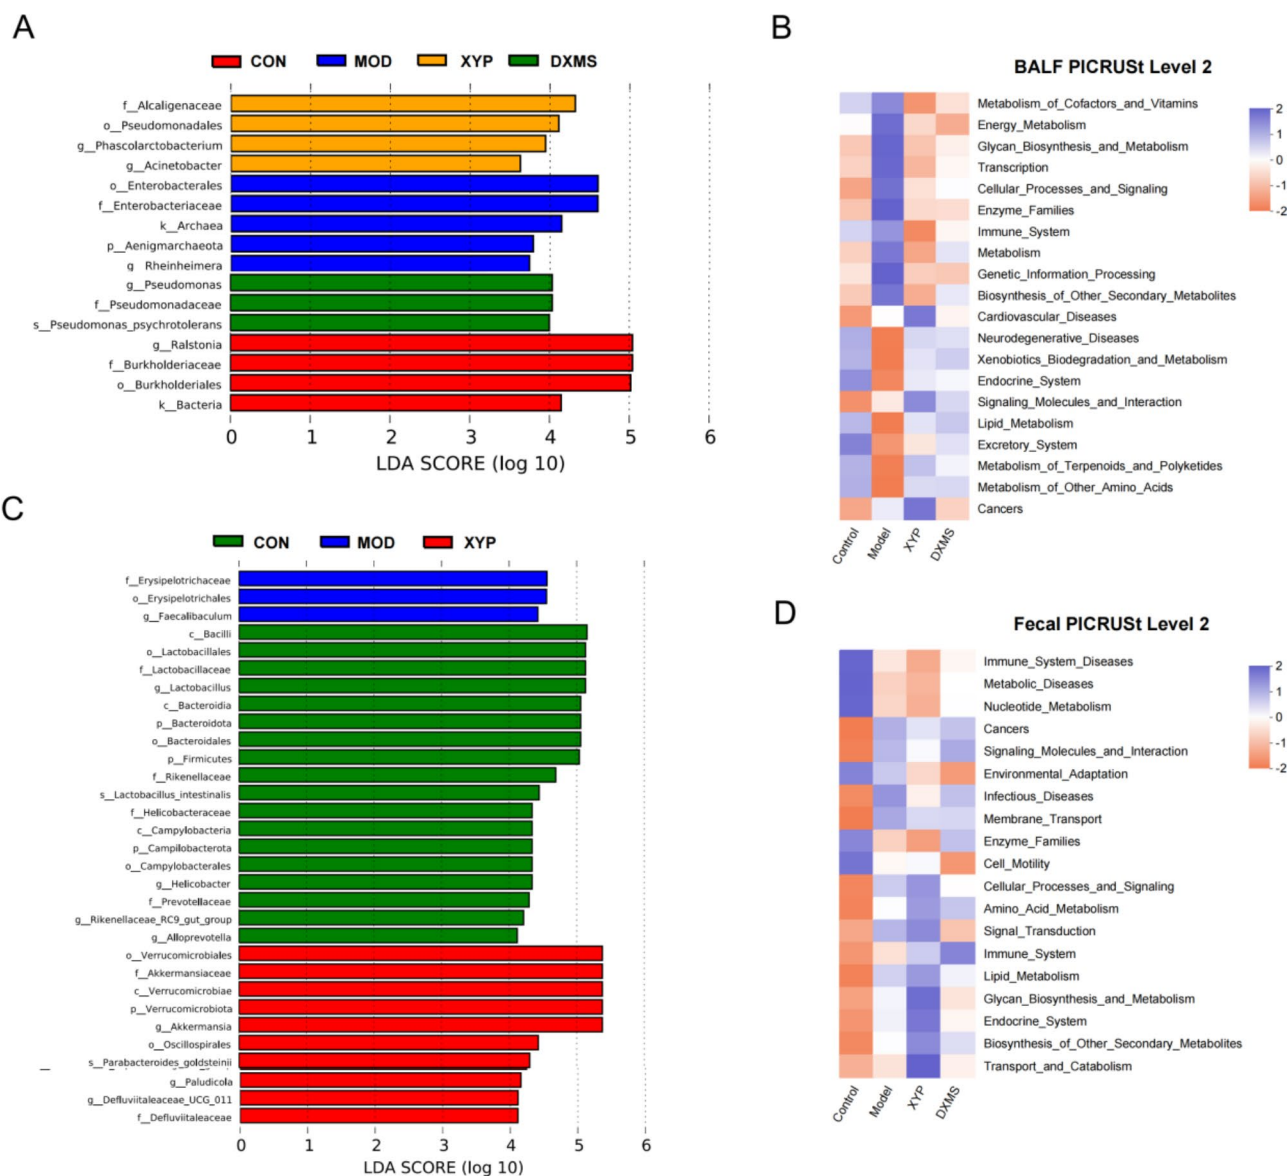 A
CON MOD XYP DXMS
f__Alcaligenaceae
o__Pseudomonadales
g__Phascolarctobacterium
g__Acinetobacter
o__Enterobacterales
f__Enterobacteriaceae
k__Archaea
p__Aenigmarchaeota
g Rheinheimera
g__Pseudomonas
f__Pseudomonadaceae
s__Pseudomonas_psychrotolerans
g__Ralstonia
f__Burkholderiaceae
o__Burkholderiales
k__Bacteria
0 1 2 3 4 5 6
LDA SCORE (log 10)
B
BALF PICRUSt Level 2
Metabolism_of_Cofactors_and_Vitamins
Energy_Metabolism
Glycan_Biosynthesis_and_Metabolism
Transcription
Cellular_Processes_and_Signaling
Enzyme_Families
Immune_System
Metabolism
Genetic_Information_Processing
Biosynthesis_of_Other_Secondary_Metabolites
Cardiovascular_Diseases
Neurodegenerative_Diseases
Xenobiotics_Biodegradation_and_Metabolism
Endocrine_System
Signaling_Molecules_and_Interaction
Lipid_Metabolism
Excretory_System
Metabolism_of_Terpenoids_and_Polyketides
Metabolism_of_Other_Amino_Acids
Cancers
Control Model XYP DXMS
2
1
0
-1
-2
C
CON MOD XYP
f__Erysipelotrichaceae
o__Erysipelotrichales
g__Faecalibaculum
c__Bacilli
o__Lactobacillales
f__Lactobacillaceae
g__Lactobacillus
c__Bacteroidia
p__Bacteroidota
o__Bacteroidales
p__Firmicutes
f__Rikenellaceae
s__Lactobacillus_intestinalis
f__Helicobacteraceae
c__Campylobacteria
p__Campilobacterota
o__Campylobacterales
g__Helicobacter
f__Prevotellaceae
g__Rikenellaceae_RC9_gut_group
g__Alloprevotella
o__Verrucomicrobiales
f__Akkermansiaceae
c__Verrucomicrobiae
p__Verrucomicrobiota
g__Akkermansia
o__Oscillospirales
s__Parabacteroides_goldsteinii
g__Paludicola
g__Defluviitaleaceae_UCG_011
f__Defluviitaleaceae
0 1 2 3 4 5 6
LDA SCORE (log 10)
D
Fecal PICRUSt Level 2
Immune_System_Diseases
Metabolic_Diseases
Nucleotide_Metabolism
Cancers
Signaling_Molecules_and_Interaction
Environmental_Adaptation
Infectious_Diseases
Membrane_Transport
Enzyme_Families
Cell_Motility
Cellular_Processes_and_Signaling
Amino_Acid_Metabolism
Signal_Transduction
Immune_System
Lipid_Metabolism
Glycan_Biosynthesis_and_Metabolism
Endocrine_System
Biosynthesis_of_Other_Secondary_Metabolites
Transport_and_Catabolism
Control Model XYP DXMS
2
1
0
-1
-2